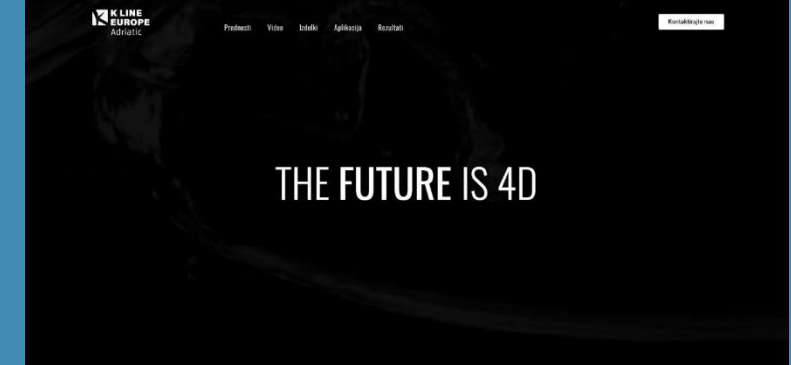 K LINE
EUROPE
Adriatic
Prednosti Video Izdelki Aplikacija Rezultati
Kontaktirajte nas
THE FUTURE IS 4D